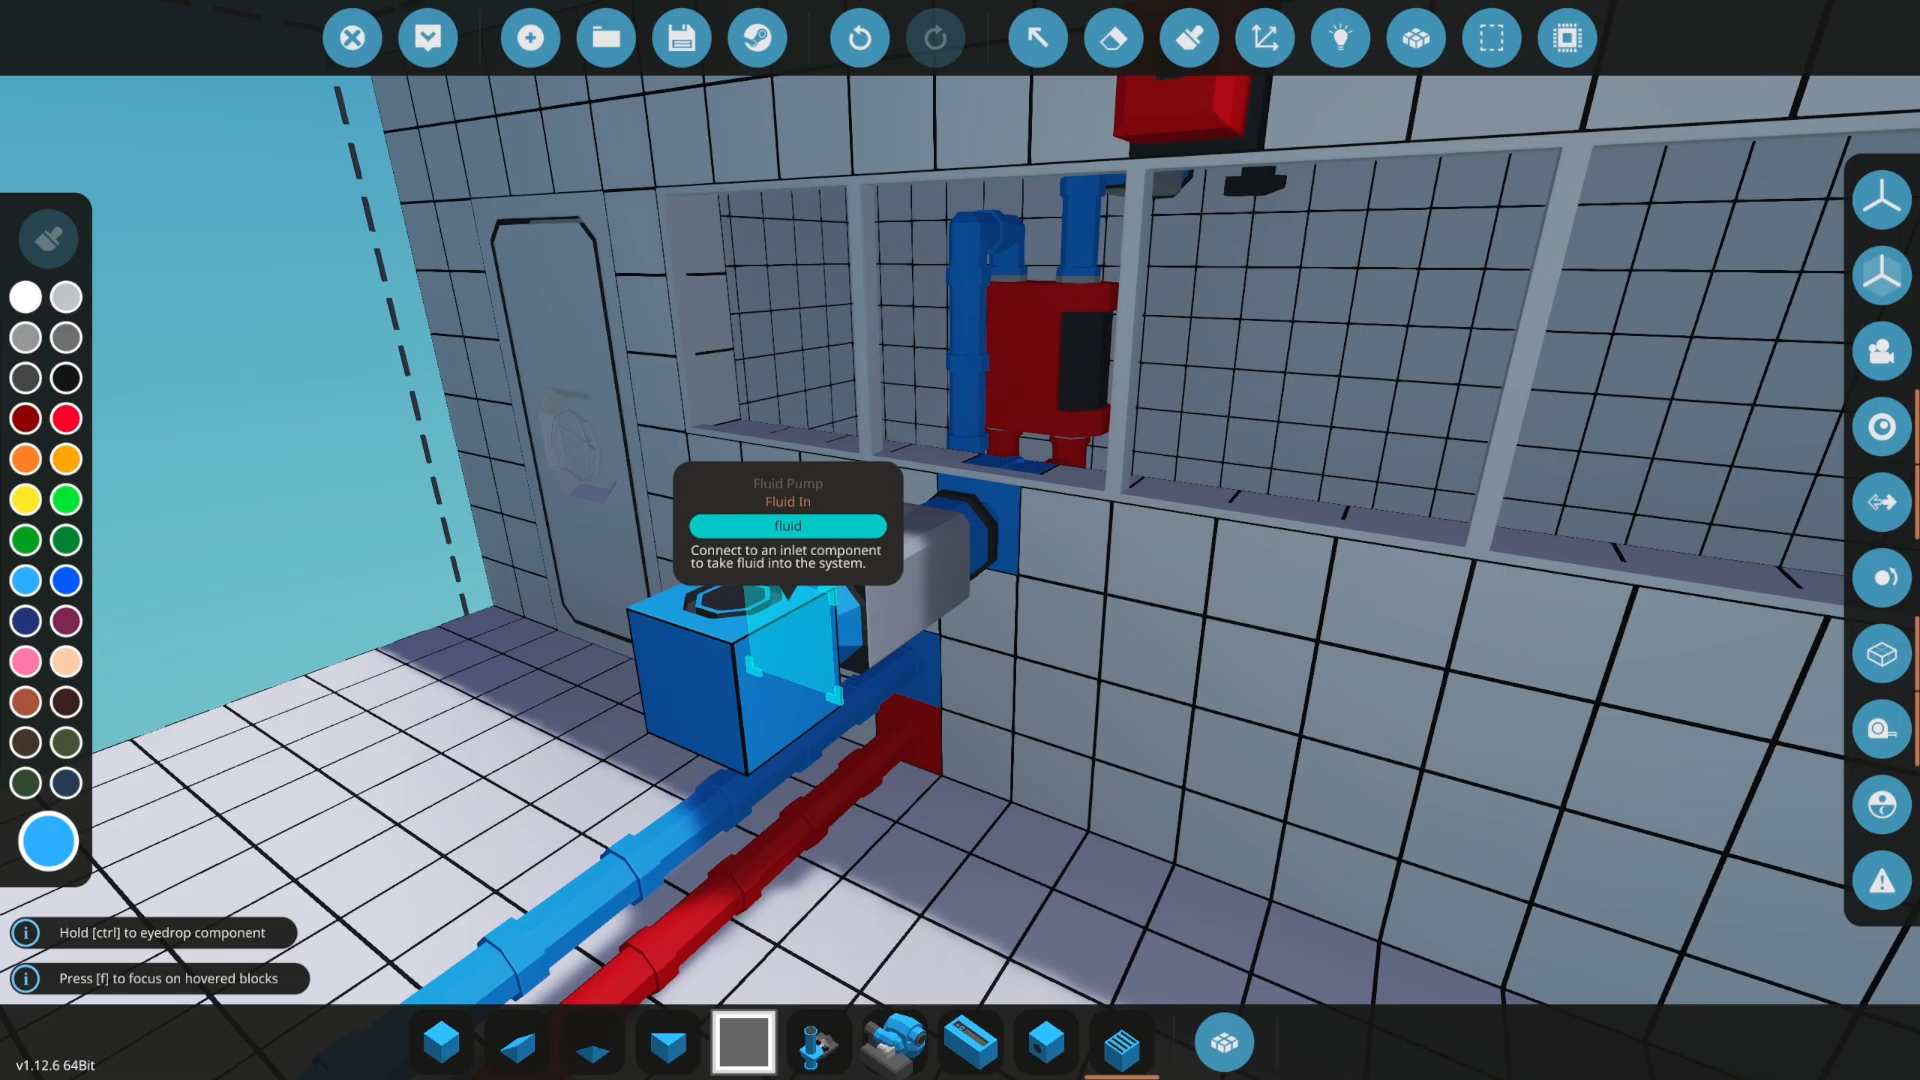 Fluid Pump
Fluid In
fluid
Connect to an inlet component
to take fluid into the system.
Hold [ctrl] to eyedrop component
Press [f] to focus on hovered blocks
v1.12.6 64Bit